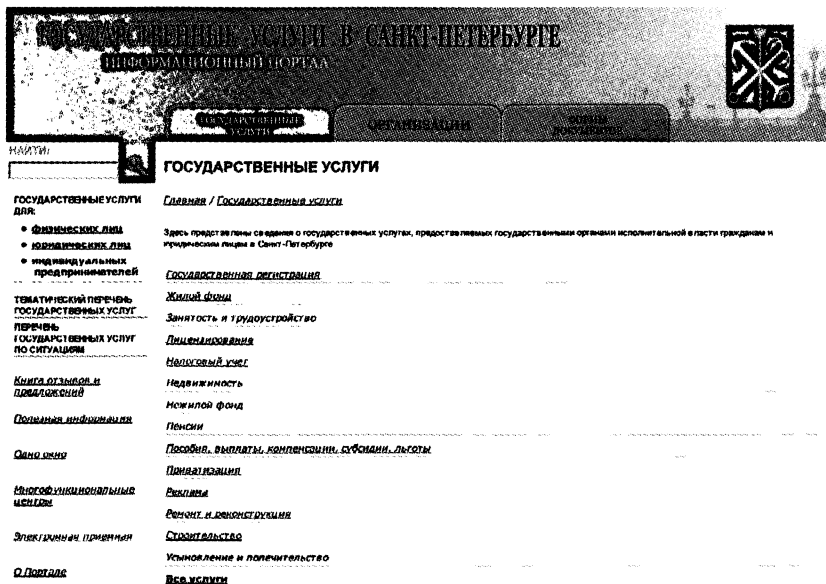 ГОСУДАРСТВЕННЫЕ УСЛУГИ В САНКТ-ПЕТЕРБУРГЕ
ИНФОРМАЦИОННЫЙ ПОРТАЛ
ГОСУДАРСТВЕННЫЕ
УСЛУГИ
ОРГАНИЗАЦИИ
ФОРМЫ
ДОКУМЕНТОВ
НАЙТИ:
ГОСУДАРСТВЕННЫЕ УСЛУГИ
ГОСУДАРСТВЕННЫЕ УСЛУГИ
ДЛЯ:
физических лиц
юридических лиц
индивидуальных
предпринимателей
ТЕМАТИЧЕСКИЙ ПЕРЕЧЕНЬ
ГОСУДАРСТВЕННЫХ УСЛУГ
ПЕРЕЧЕНЬ
ГОСУДАРСТВЕННЫХ УСЛУГ
ПО СИТУАЦИЯМ
Книга отзывов и
предложений
Полезная информация
Одно окно
Многофункциональные
центры
Электронная приемная
О Портале
Главная / Государственные услуги
Здесь представлены сведения о государственных услугах, предоставляемых государственными органами исполнительной власти гражданам и
юридическим лицам в Санкт-Петербурге
Государственная регистрация
Жилой фонд
Занятость и трудоустройство
Лицензирование
Налоговый учет
Недвижимость
Нежилой фонд
Пенсии
Пособия, выплаты, компенсации, субсидии, льготы
Приватизация
Реклама
Ремонт и реконструкция
Строительство
Усыновление и попечительство
Все услуги